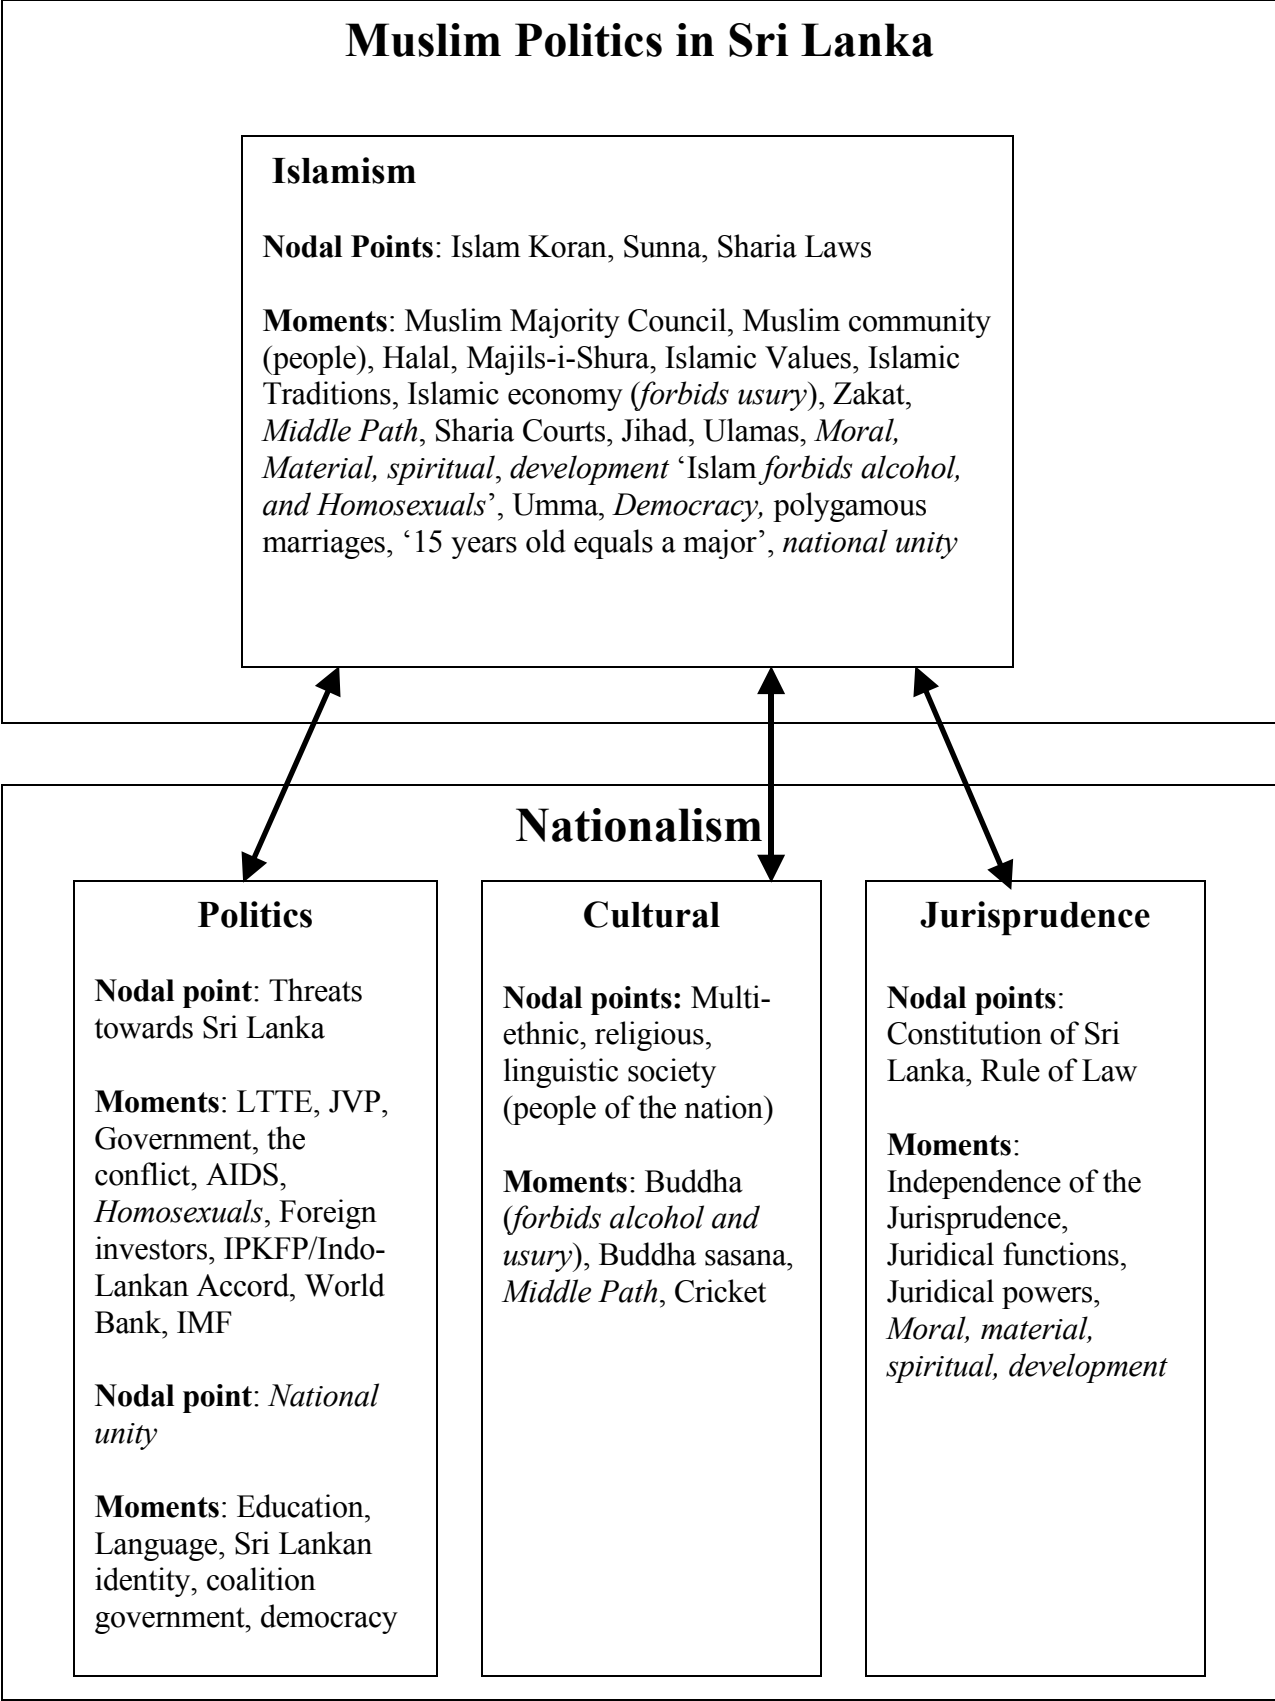 Muslim Politics in Sri Lanka
Islamism
Nodal Points: Islam Koran, Sunna, Sharia Laws
Moments: Muslim Majority Council, Muslim community
(people), Halal, Majils-i-Shura, Islamic Values, Islamic
Traditions, Islamic economy (forbids usury), Zakat,
Middle Path, Sharia Courts, Jihad, Ulamas, Moral,
Material, spiritual, development ‘Islam forbids alcohol,
and Homosexuals’, Umma, Democracy, polygamous
marriages, ‘15 years old equals a major’, national unity
Nationalism
Politics
Nodal point: Threats
towards Sri Lanka
Moments: LTTE, JVP,
Government, the
conflict, AIDS,
Homosexuals, Foreign
investors, IPKFP/Indo-
Lankan Accord, World
Bank, IMF
Nodal point: National
unity
Moments: Education,
Language, Sri Lankan
identity, coalition
government, democracy
Cultural
Nodal points: Multi-
ethnic, religious,
linguistic society
(people of the nation)
Moments: Buddha
(forbids alcohol and
usury), Buddha sasana,
Middle Path, Cricket
Jurisprudence
Nodal points:
Constitution of Sri
Lanka, Rule of Law
Moments:
Independence of the
Jurisprudence,
Juridical functions,
Juridical powers,
Moral, material,
spiritual, development